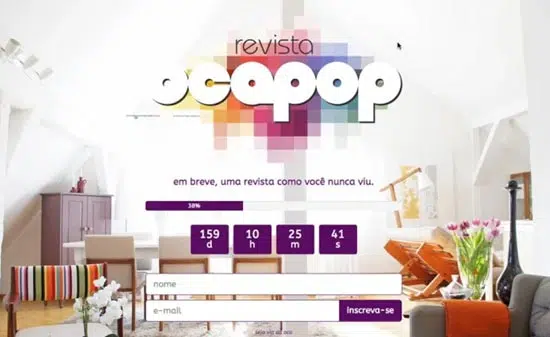 revista
ocapop
em breve, uma revista como você nunca viu.
38%
159 10 25 41
d h m s
nome
e-mail Inscreva-se